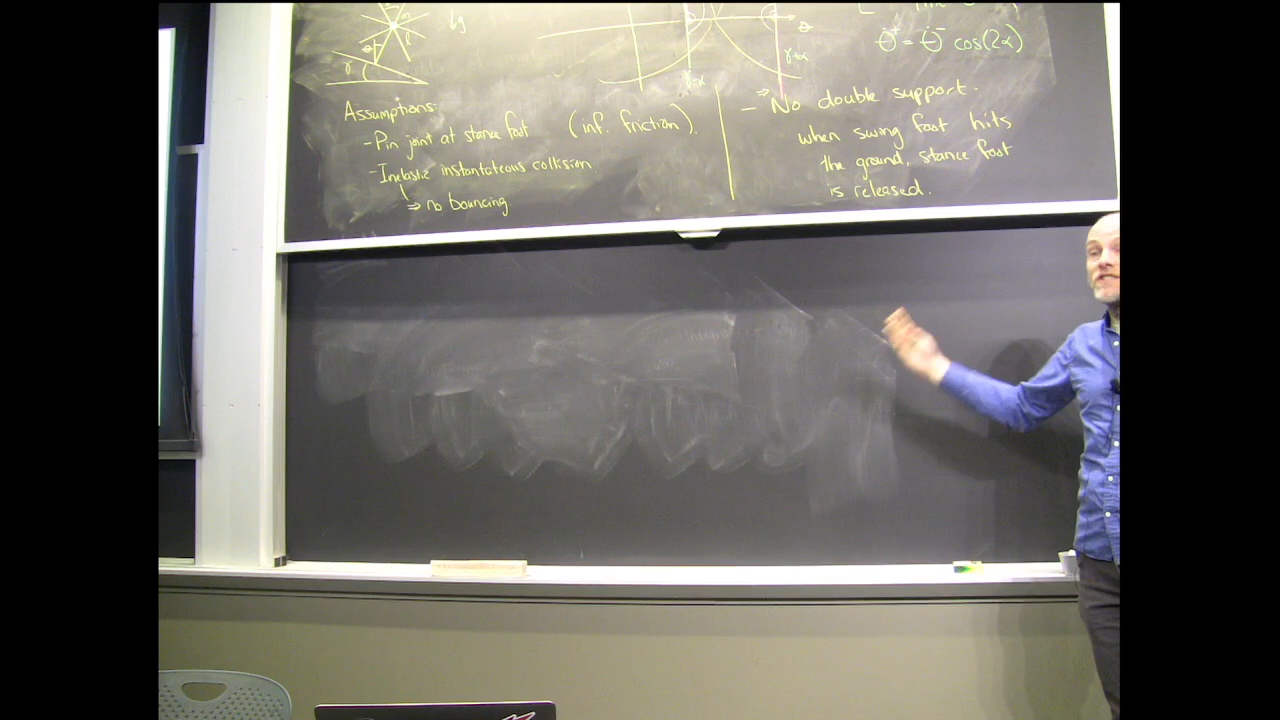 m
↓g
l
θ
γ
θ
γ-α
γ+α
θ̇⁺ = θ̇⁻ cos(2α)
Assumptions:
- Pin joint at stance foot (inf. friction).
- Inelastic instantateous collision
⇒ no bouncing
- ⇒ No double support.
when swing foot hits
the ground, stance foot
is released.